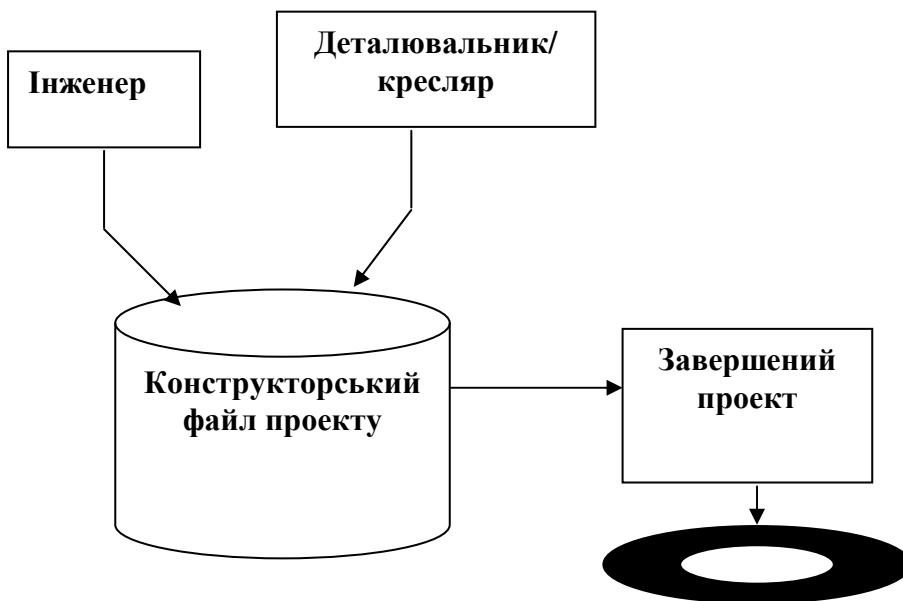 Інженер
Деталювальник/
кресляр
Конструкторський
файл проекту
Завершений
проект